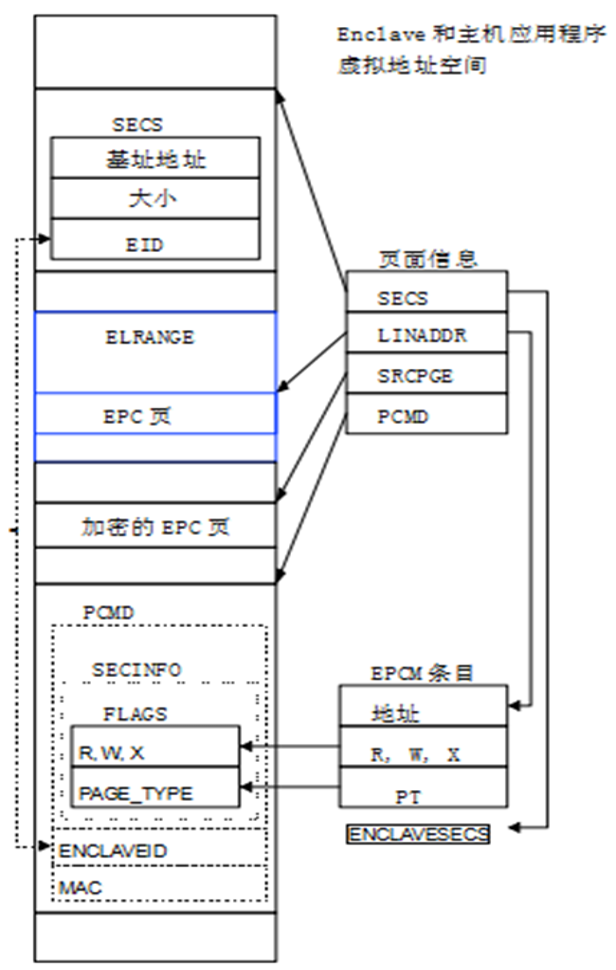 Enclave 和主机应用程序
虚拟地址空间
SECS
基址地址
大小
EID
页面信息
SECS
LINADDR
SRCPGE
PCMD
ELRANGE
EPC 页
加密的 EPC 页
PCMD
SECINFO
FLAGS
R,W,X
PAGE_TYPE
ENCLAVEID
MAC
EPCM 条目
地址
R, W, X
PT
ENCLAVESECS